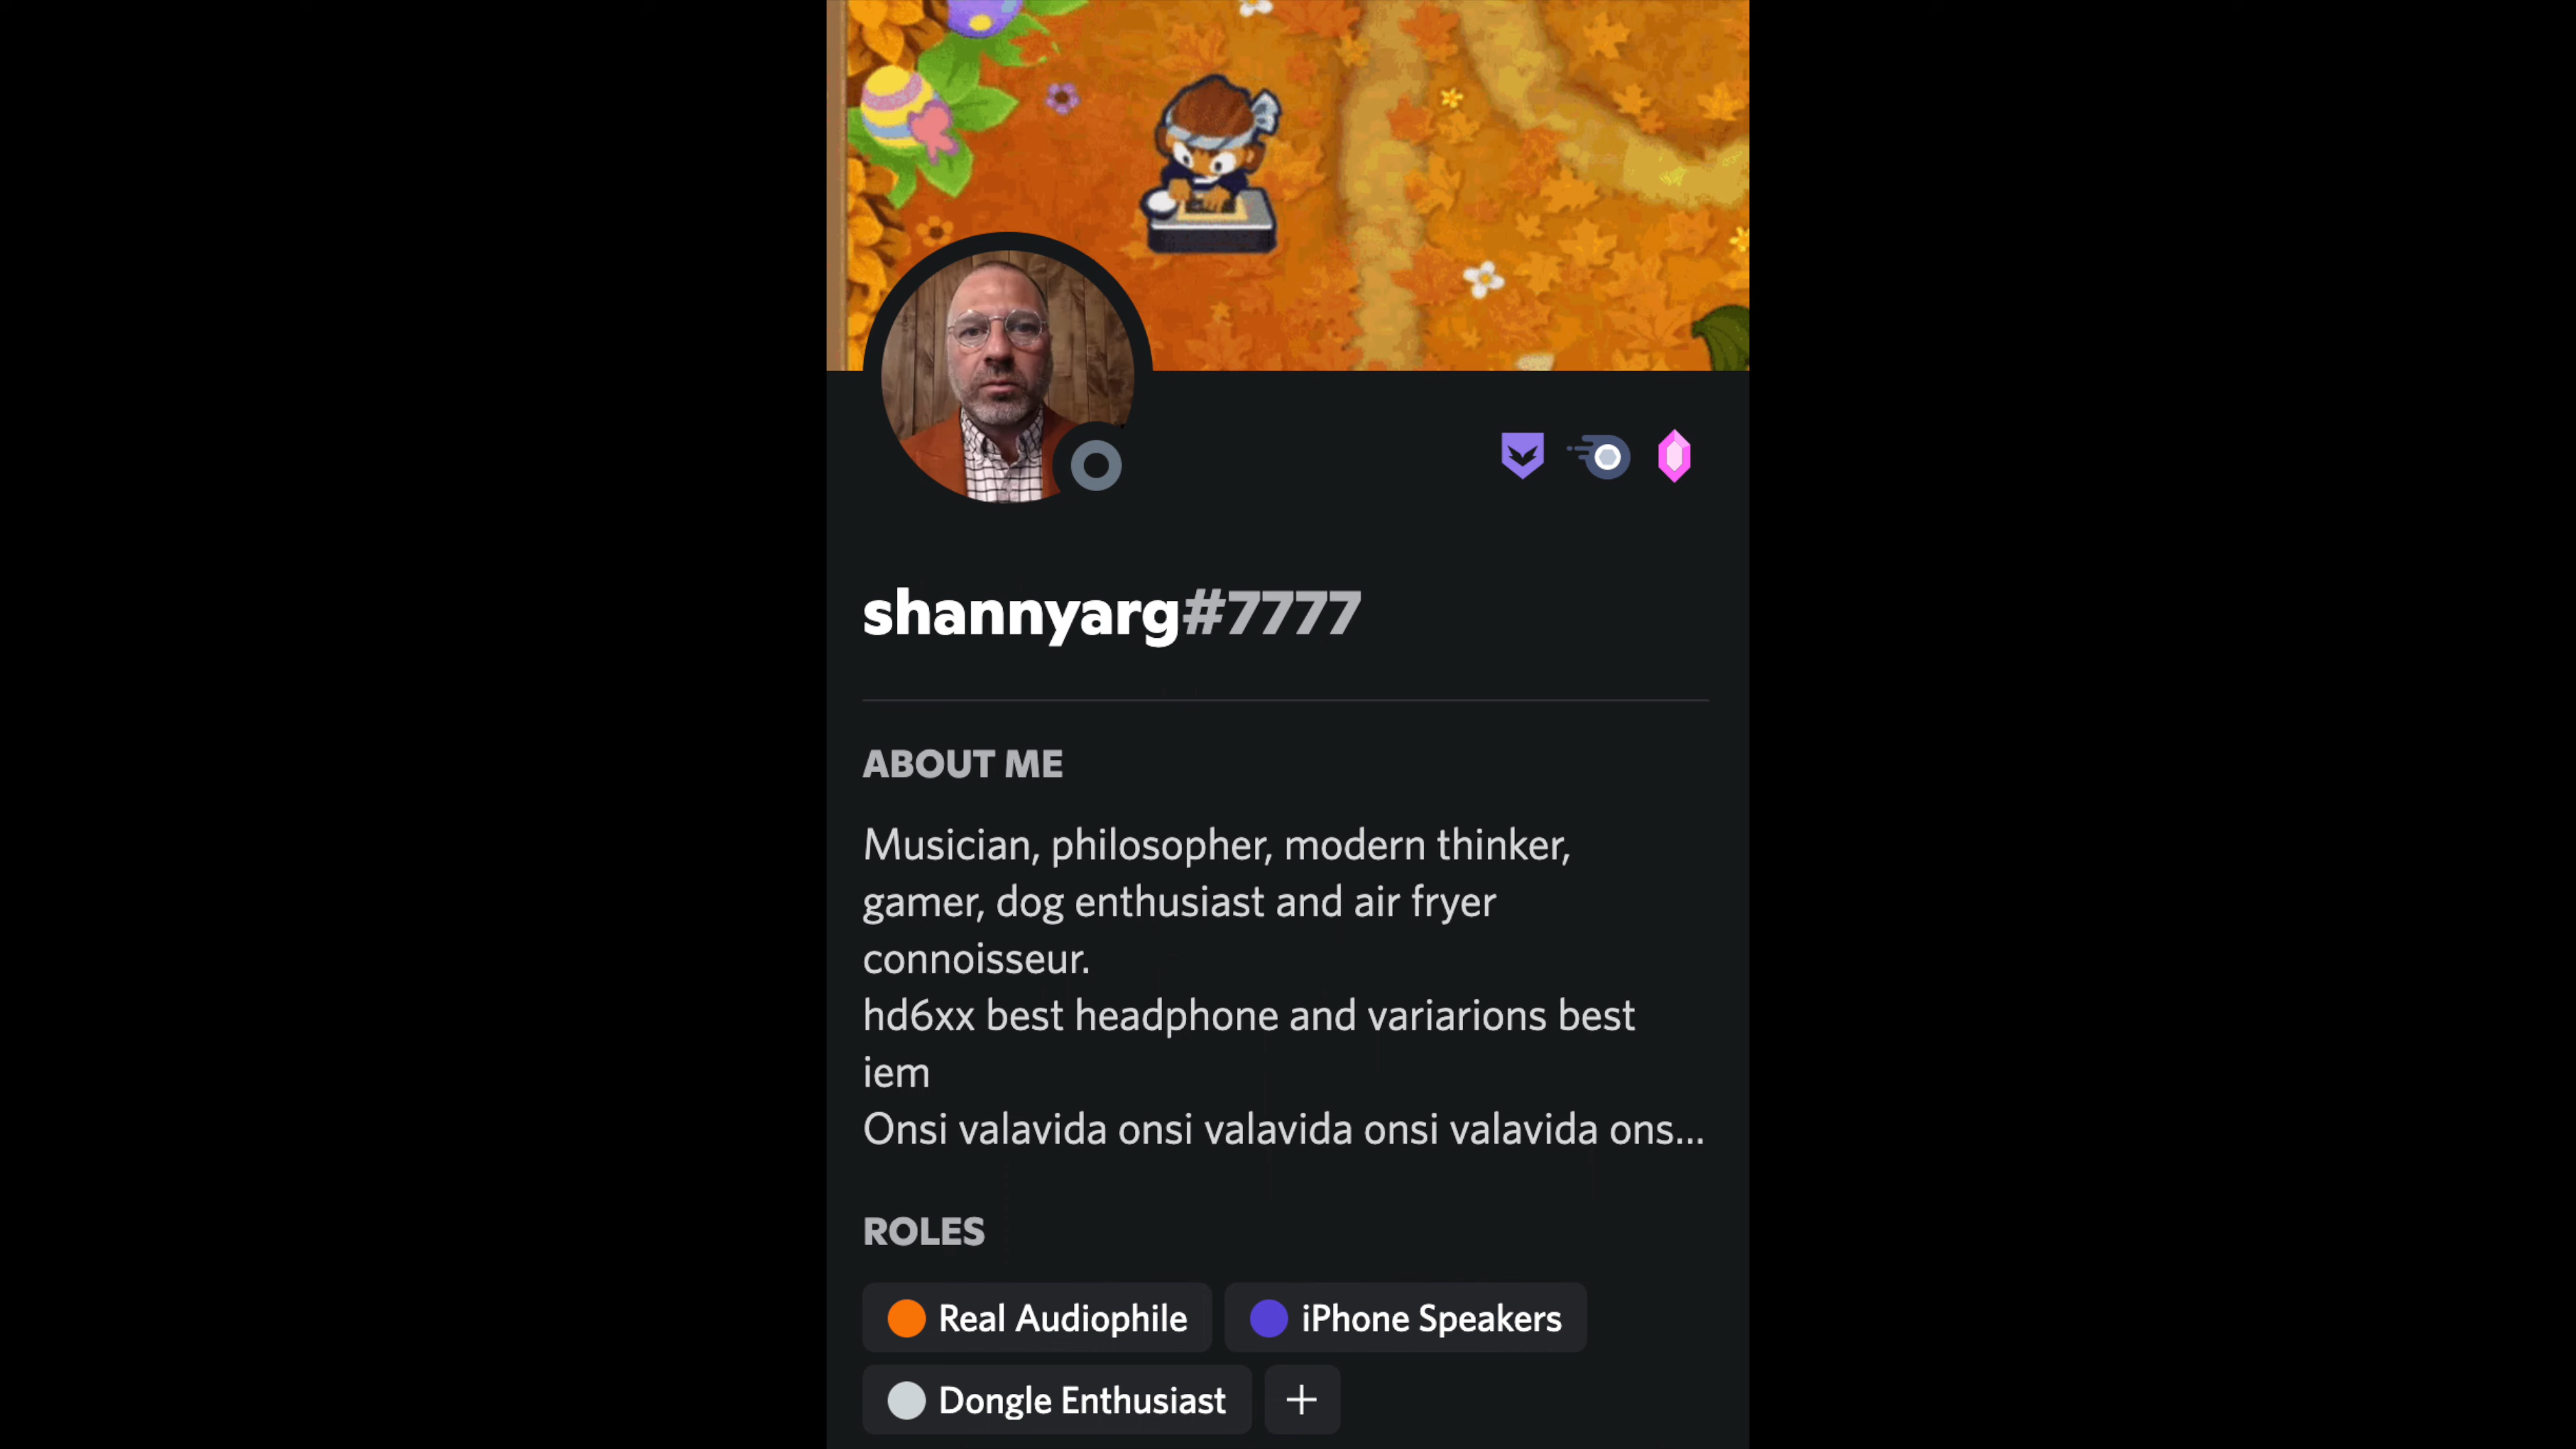 shannyarg#7777
ABOUT ME
Musician, philosopher, modern thinker,
gamer, dog enthusiast and air fryer
connoisseur.
hd6xx best headphone and variarions best
iem
Onsi valavida onsi valavida onsi valavida ons...
ROLES
Real Audiophile iPhone Speakers
Dongle Enthusiast +